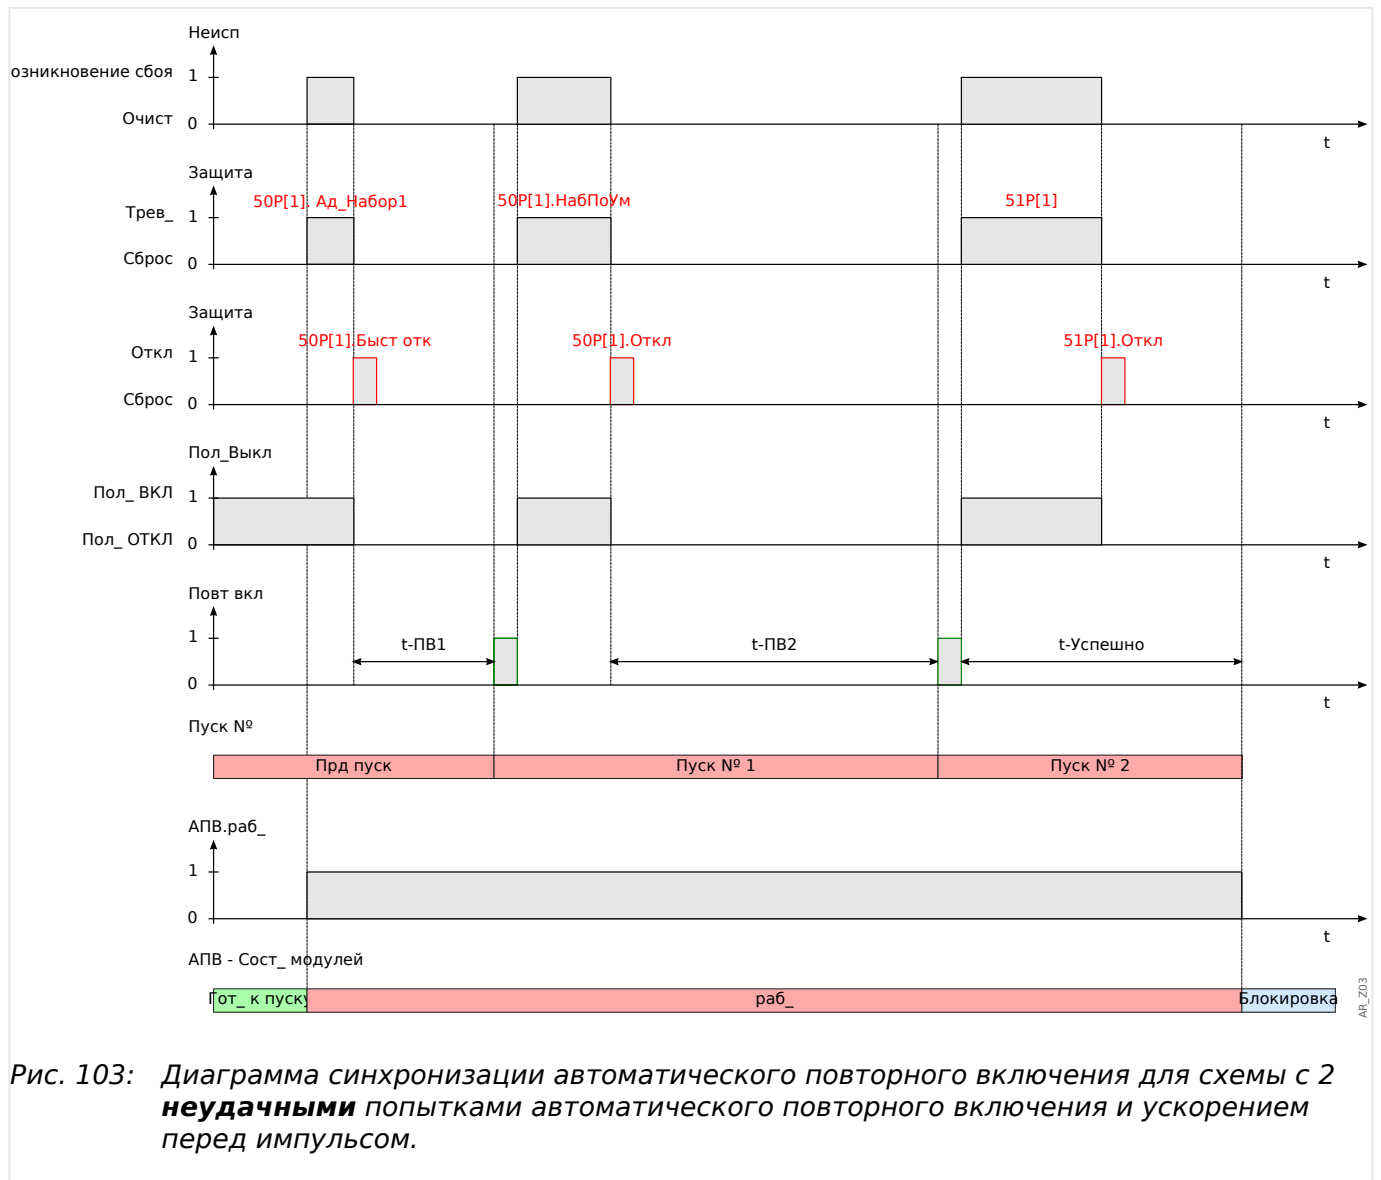 Неисп
озникновение сбоя 1
Очист 0
t
Защита
50P[1]. Ад_Набор1 50P[1].НабПоУм 51P[1]
Трев_ 1
Сброс 0
t
Защита
50P[1].Быст отк 50P[1].Откл 51P[1].Откл
Откл 1
Сброс 0
t
Пол_Выкл
Пол_ ВКЛ 1
Пол_ ОТКЛ 0
t
Повт вкл
1 t-ПВ1 t-ПВ2 t-Успешно
0
t
Пуск №
Прд пуск Пуск № 1 Пуск № 2
АПВ.раб_
1
0
t
АПВ - Сост_ модулей
Гот_ к пуску раб_ Блокировка
AR_Z03
Рис. 103: Диаграмма синхронизации автоматического повторного включения для схемы с 2
неудачными попытками автоматического повторного включения и ускорением
перед импульсом.